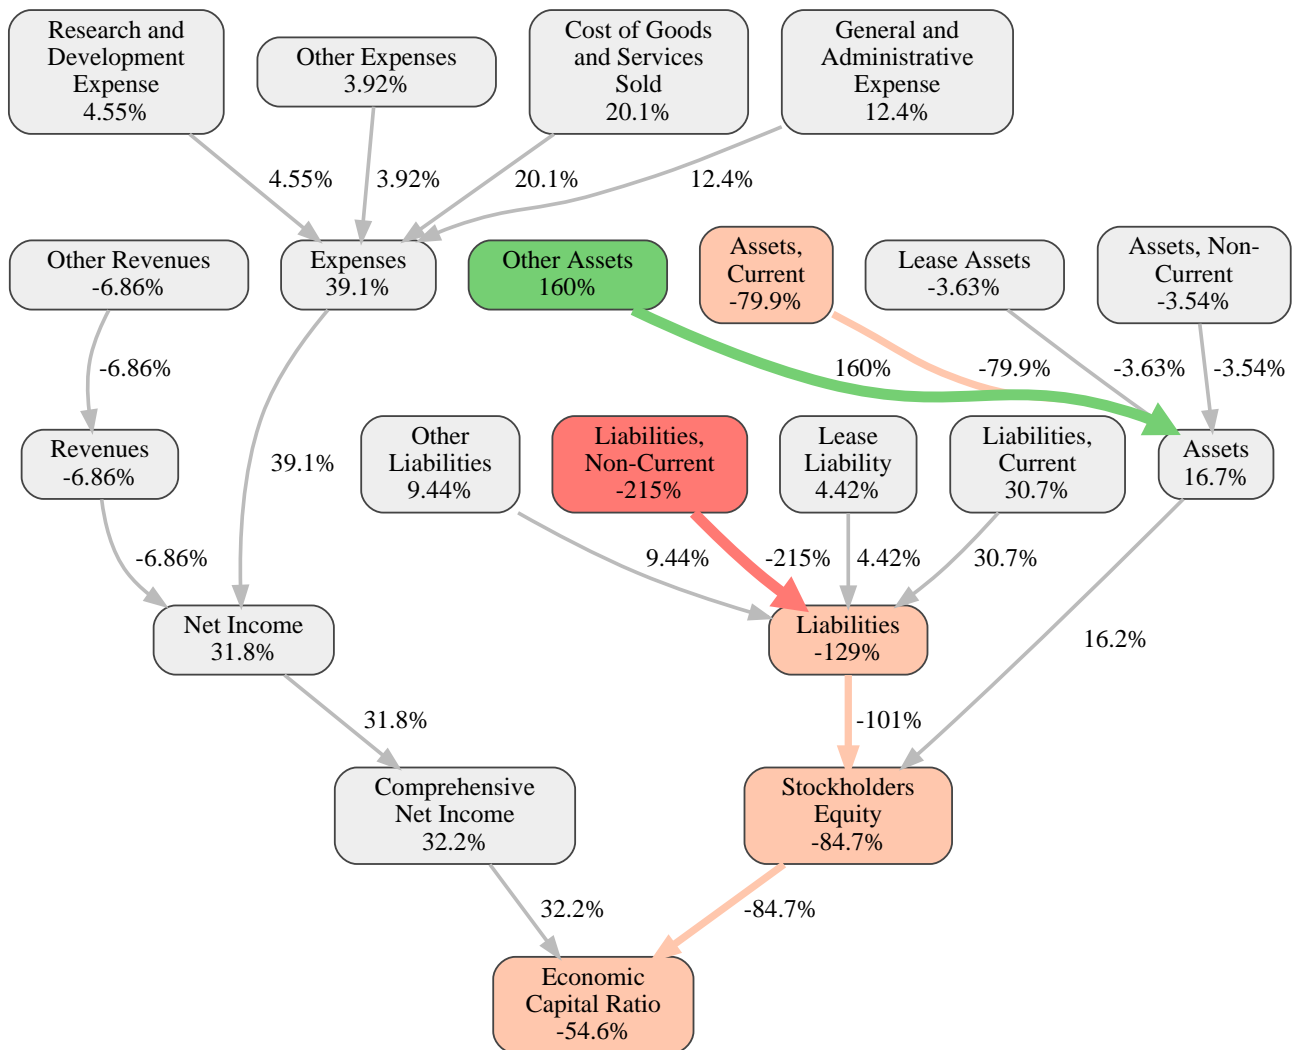 Research and
Development
Expense
4.55%
Other Expenses
3.92%
Cost of Goods
and Services
Sold
20.1%
General and
Administrative
Expense
12.4%
4.55%
3.92%
20.1%
12.4%
Other Revenues
-6.86%
Expenses
39.1%
Other Assets
160%
Assets,
Current
-79.9%
Lease Assets
-3.63%
Assets, Non-
Current
-3.54%
-6.86%
160%
-79.9%
-3.63%
-3.54%
Revenues
-6.86%
39.1%
Other
Liabilities
9.44%
Liabilities,
Non-Current
-215%
Lease
Liability
4.42%
Liabilities,
Current
30.7%
Assets
16.7%
-6.86%
9.44%
-215%
4.42%
30.7%
Net Income
31.8%
Liabilities
-129%
16.2%
31.8%
-101%
Comprehensive
Net Income
32.2%
Stockholders
Equity
-84.7%
32.2%
-84.7%
Economic
Capital Ratio
-54.6%